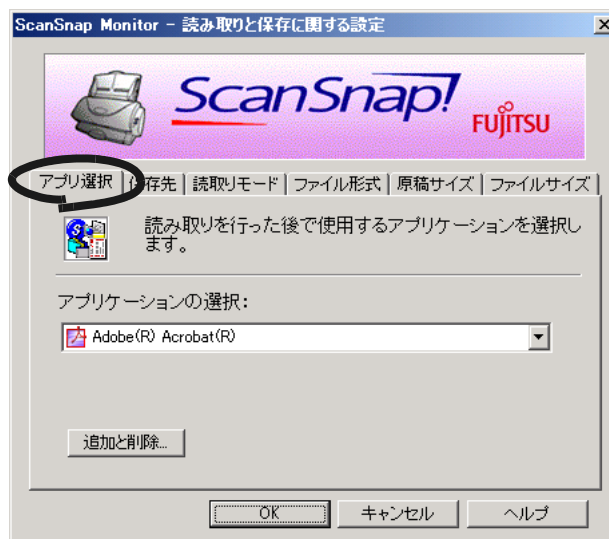 ScanSnap Monitor - 読み取りと保存に関する設定
ScanSnap!
FUJITSU
アプリ選択 保存先 読取りモード ファイル形式 原稿サイズ ファイルサイズ
読み取りを行った後で使用するアプリケーションを選択し
ます。
アプリケーションの選択:
Adobe(R) Acrobat(R)
追加と削除...
OK キャンセル ヘルプ